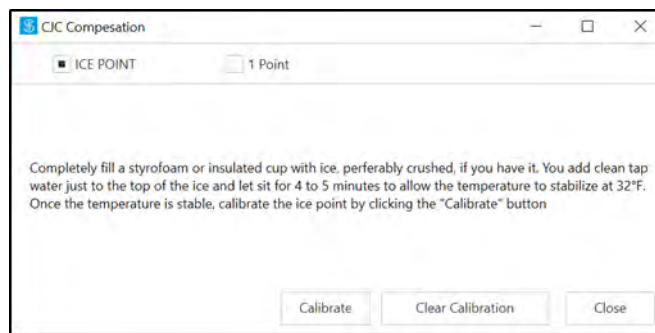 CJC Compesation
ICE POINT 1 Point
Completely fill a styrofoam or insulated cup with ice, perferably crushed, if you have it. You add clean tap
water just to the top of the ice and let sit for 4 to 5 minutes to allow the temperature to stabilize at 32°F.
Once the temperature is stable, calibrate the ice point by clicking the "Calibrate" button
Calibrate Clear Calibration Close